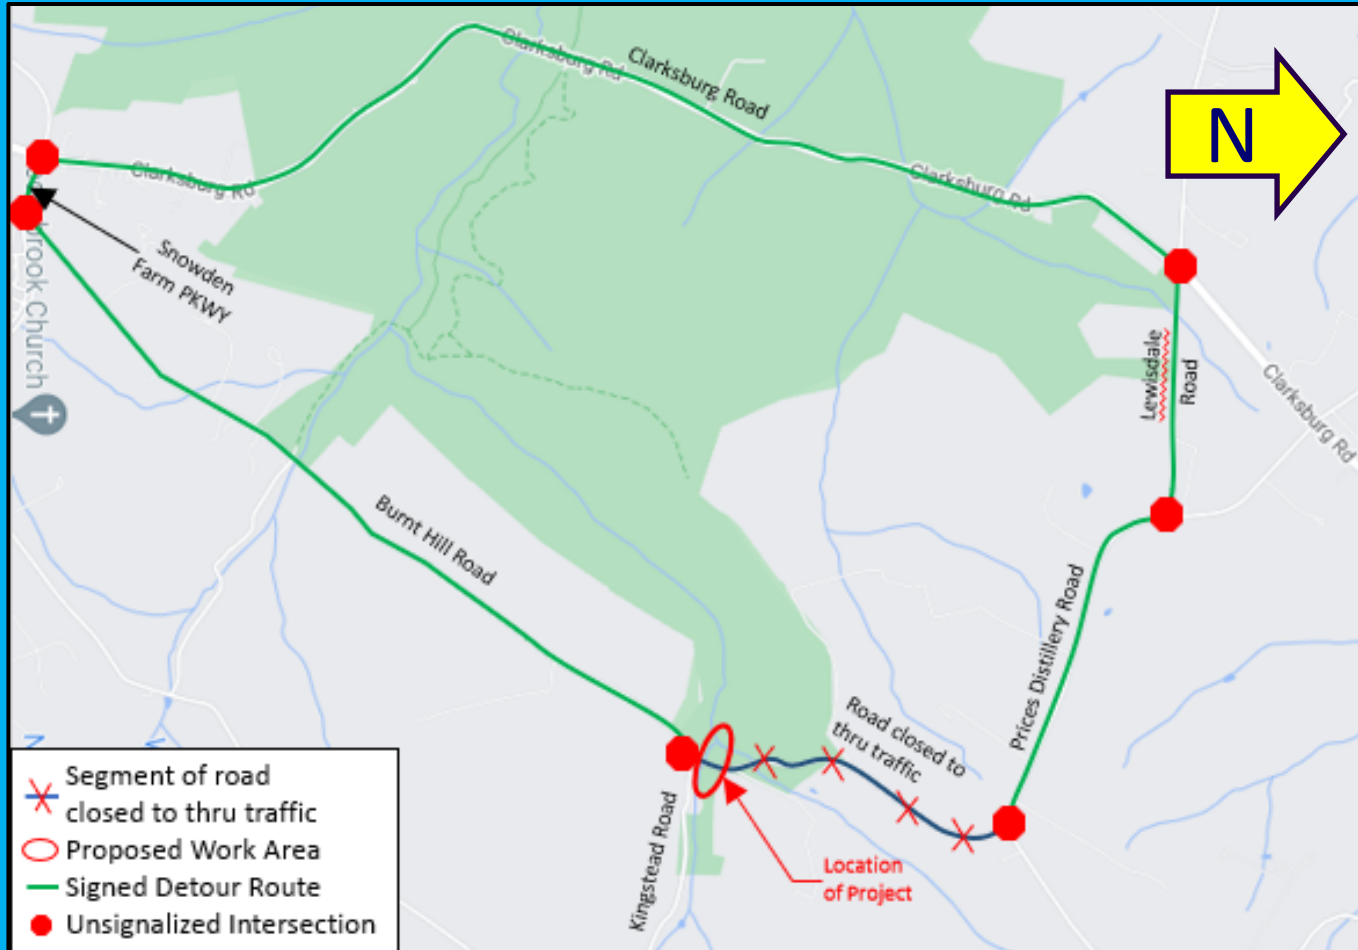 Clarksburg Rd
Clarksburg Road
N
Clarksburg Rd
Clarksburg Rd
Snowden
Farm PKWY
brook Church
Lewisdale
Road
Clarksburg Rd
Burnt Hill Road
Prices Distillery Road
Road closed to
thru traffic
Kingstead Road
Location
of Project
Segment of road
closed to thru traffic
Proposed Work Area
Signed Detour Route
Unsignalized Intersection